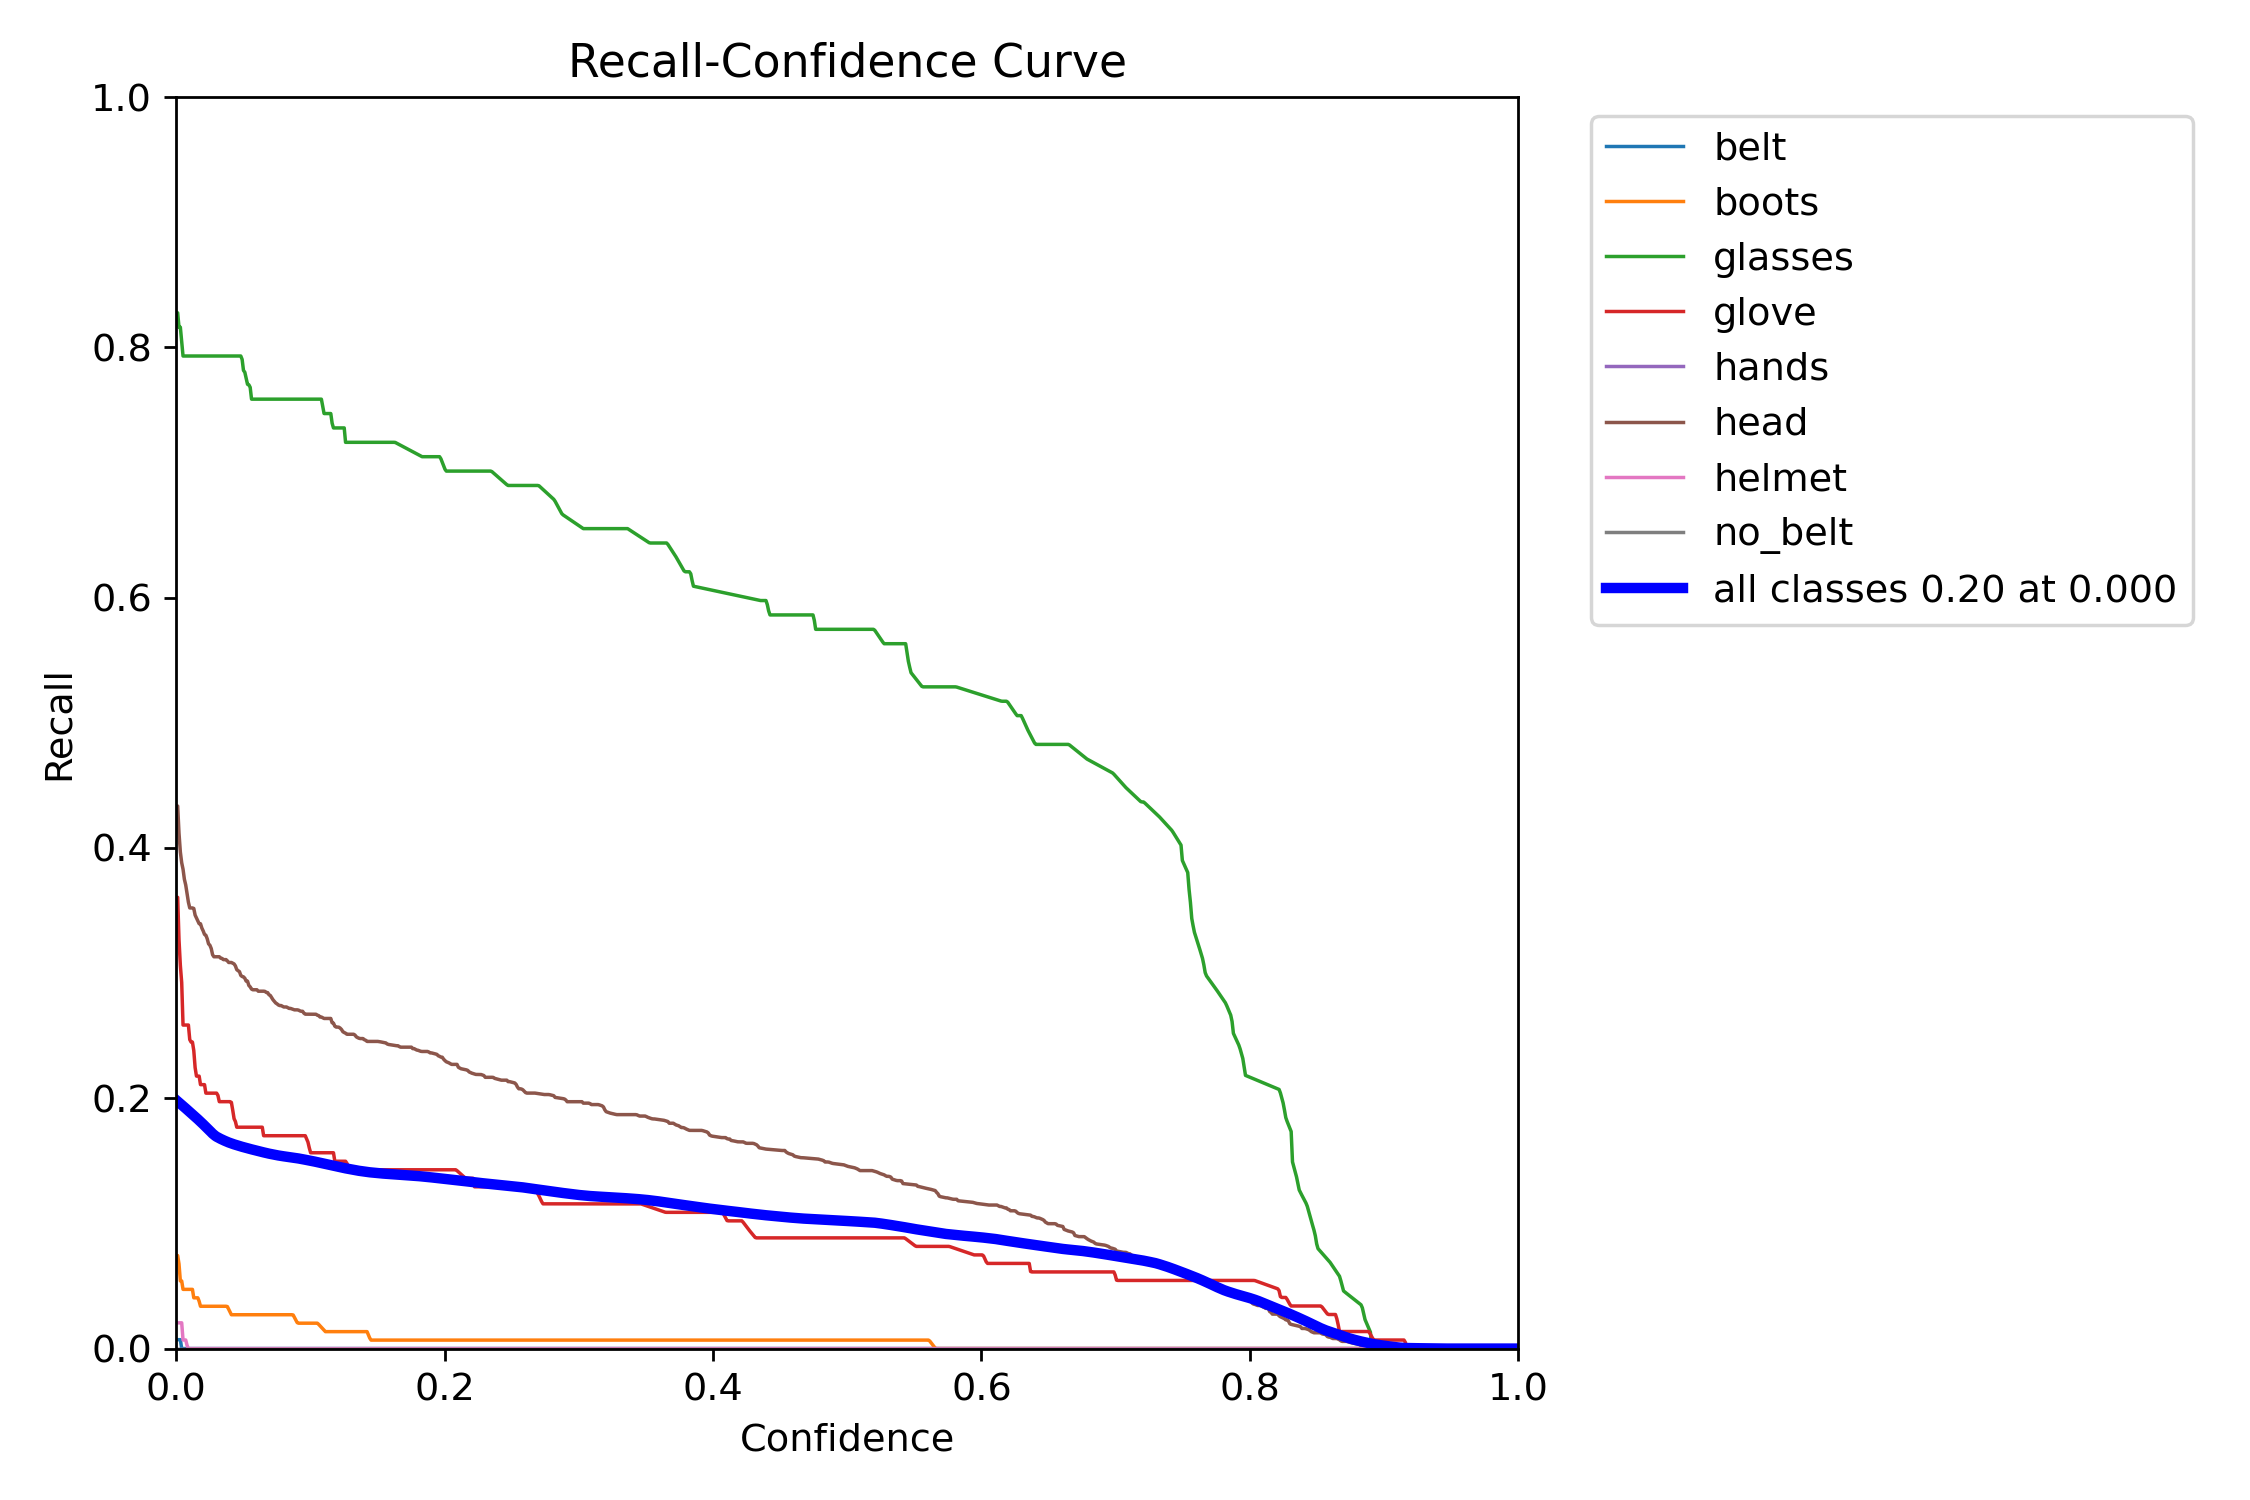 Recall-Confidence Curve
1.0
0.8
0.6
0.4
0.2
0.0
Recall
0.0 0.2 0.4 0.6 0.8 1.0
Confidence
belt
boots
glasses
glove
hands
head
helmet
no_belt
all classes 0.20 at 0.000